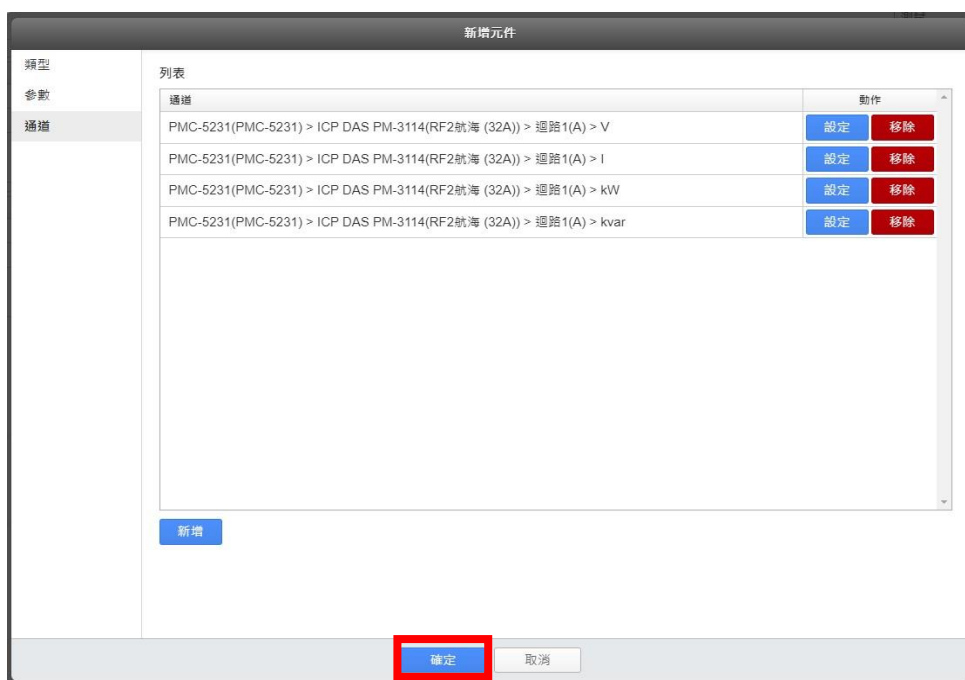 新增元件
類型
參數
通道
列表
通道 動作
PMC-5231(PMC-5231) > ICP DAS PM-3114(RF2航海 (32A)) > 迴路1(A) > V 設定 移除
PMC-5231(PMC-5231) > ICP DAS PM-3114(RF2航海 (32A)) > 迴路1(A) > I 設定 移除
PMC-5231(PMC-5231) > ICP DAS PM-3114(RF2航海 (32A)) > 迴路1(A) > kW 設定 移除
PMC-5231(PMC-5231) > ICP DAS PM-3114(RF2航海 (32A)) > 迴路1(A) > kvar 設定 移除
新增
確定 取消